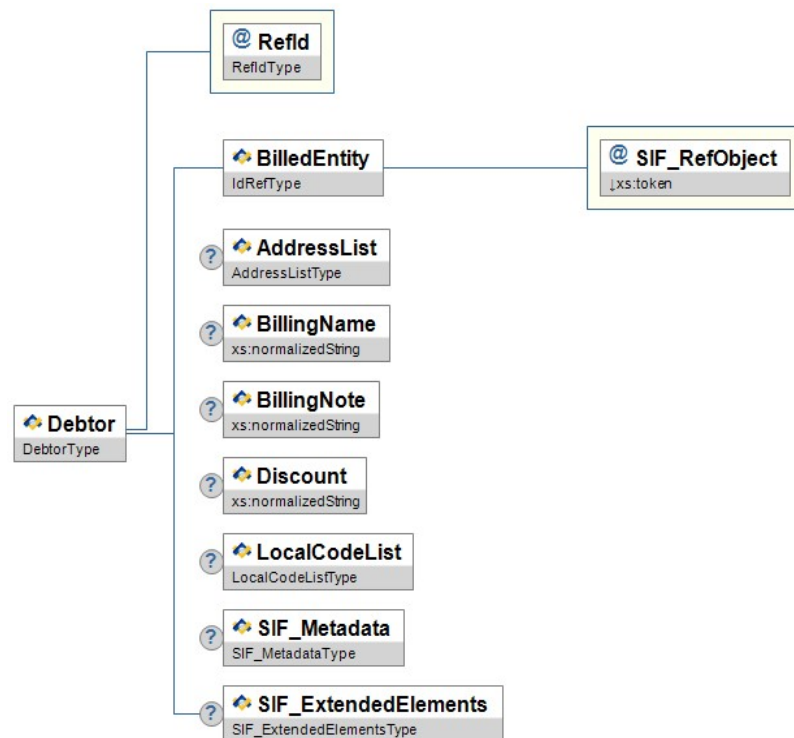 @ RefId
RefIdType
BilledEntity
IdRefType
@ SIF_RefObject
↓xs:token
? AddressList
AddressListType
? BillingName
xs:normalizedString
? BillingNote
xs:normalizedString
Debtor
DebtorType
? Discount
xs:normalizedString
? LocalCodeList
LocalCodeListType
? SIF_Metadata
SIF_MetadataType
? SIF_ExtendedElements
SIF_ExtendedElementsType